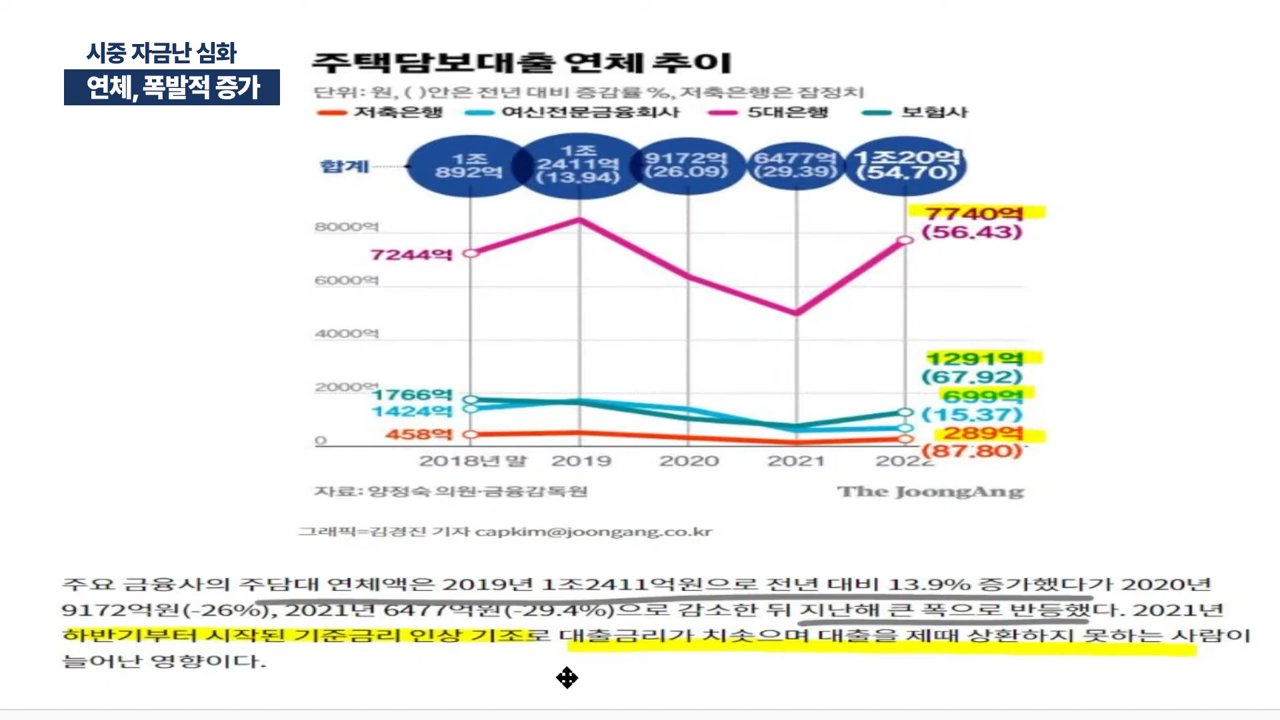 시중 자금난 심화
연체, 폭발적 증가
주택담보대출 연체 추이
단위: 원, ( )안은 전년 대비 증감률 %, 저축은행은 잠정치
저축은행 여신전문금융회사 5대은행 보험사
합계
1조
892억
1조
2411억
(13.94)
9172억
(26.09)
6477억
(29.39)
1조20억
(54.70)
7740억
(56.43)
8000억
7244억
6000억
4000억
1291억
(67.92)
2000억
1766억
699억
1424억
(15.37)
458억
289억
0
(87.80)
2018년 말 2019 2020 2021 2022
자료: 양정숙 의원·금융감독원
The JoongAng
그래픽=김경진 기자 capkim@joongang.co.kr
주요 금융사의 주담대 연체액은 2019년 1조2411억원으로 전년 대비 13.9% 증가했다가 2020년
9172억원(-26%), 2021년 6477억원(-29.4%)으로 감소한 뒤 지난해 큰 폭으로 반등했다. 2021년
하반기부터 시작된 기준금리 인상 기조로 대출금리가 치솟으며 대출을 제때 상환하지 못하는 사람이
늘어난 영향이다.